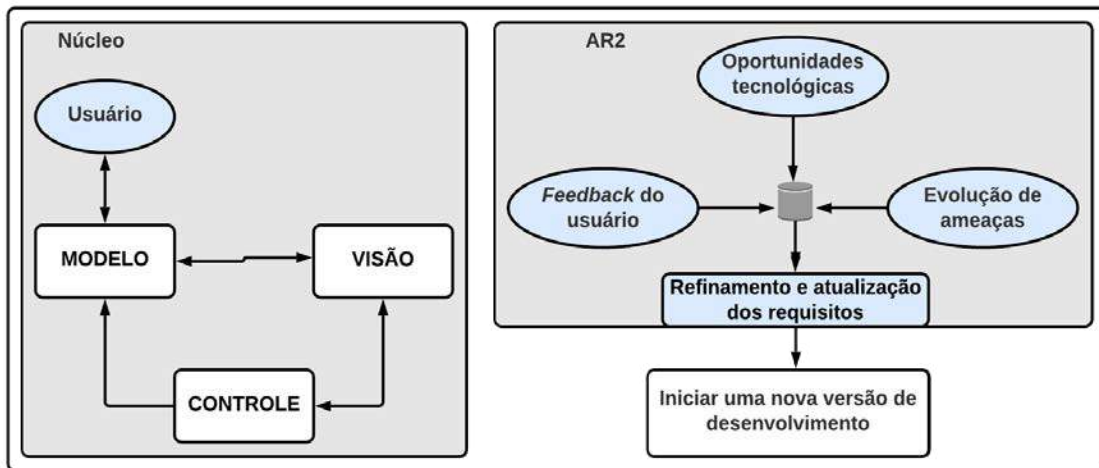 Núcleo
Usuário
MODELO
VISÃO
CONTROLE
AR2
Oportunidades
tecnológicas
Feedback do
usuário
Evolução de
ameaças
Refinamento e atualização
dos requisitos
Iniciar uma nova versão de
desenvolvimento